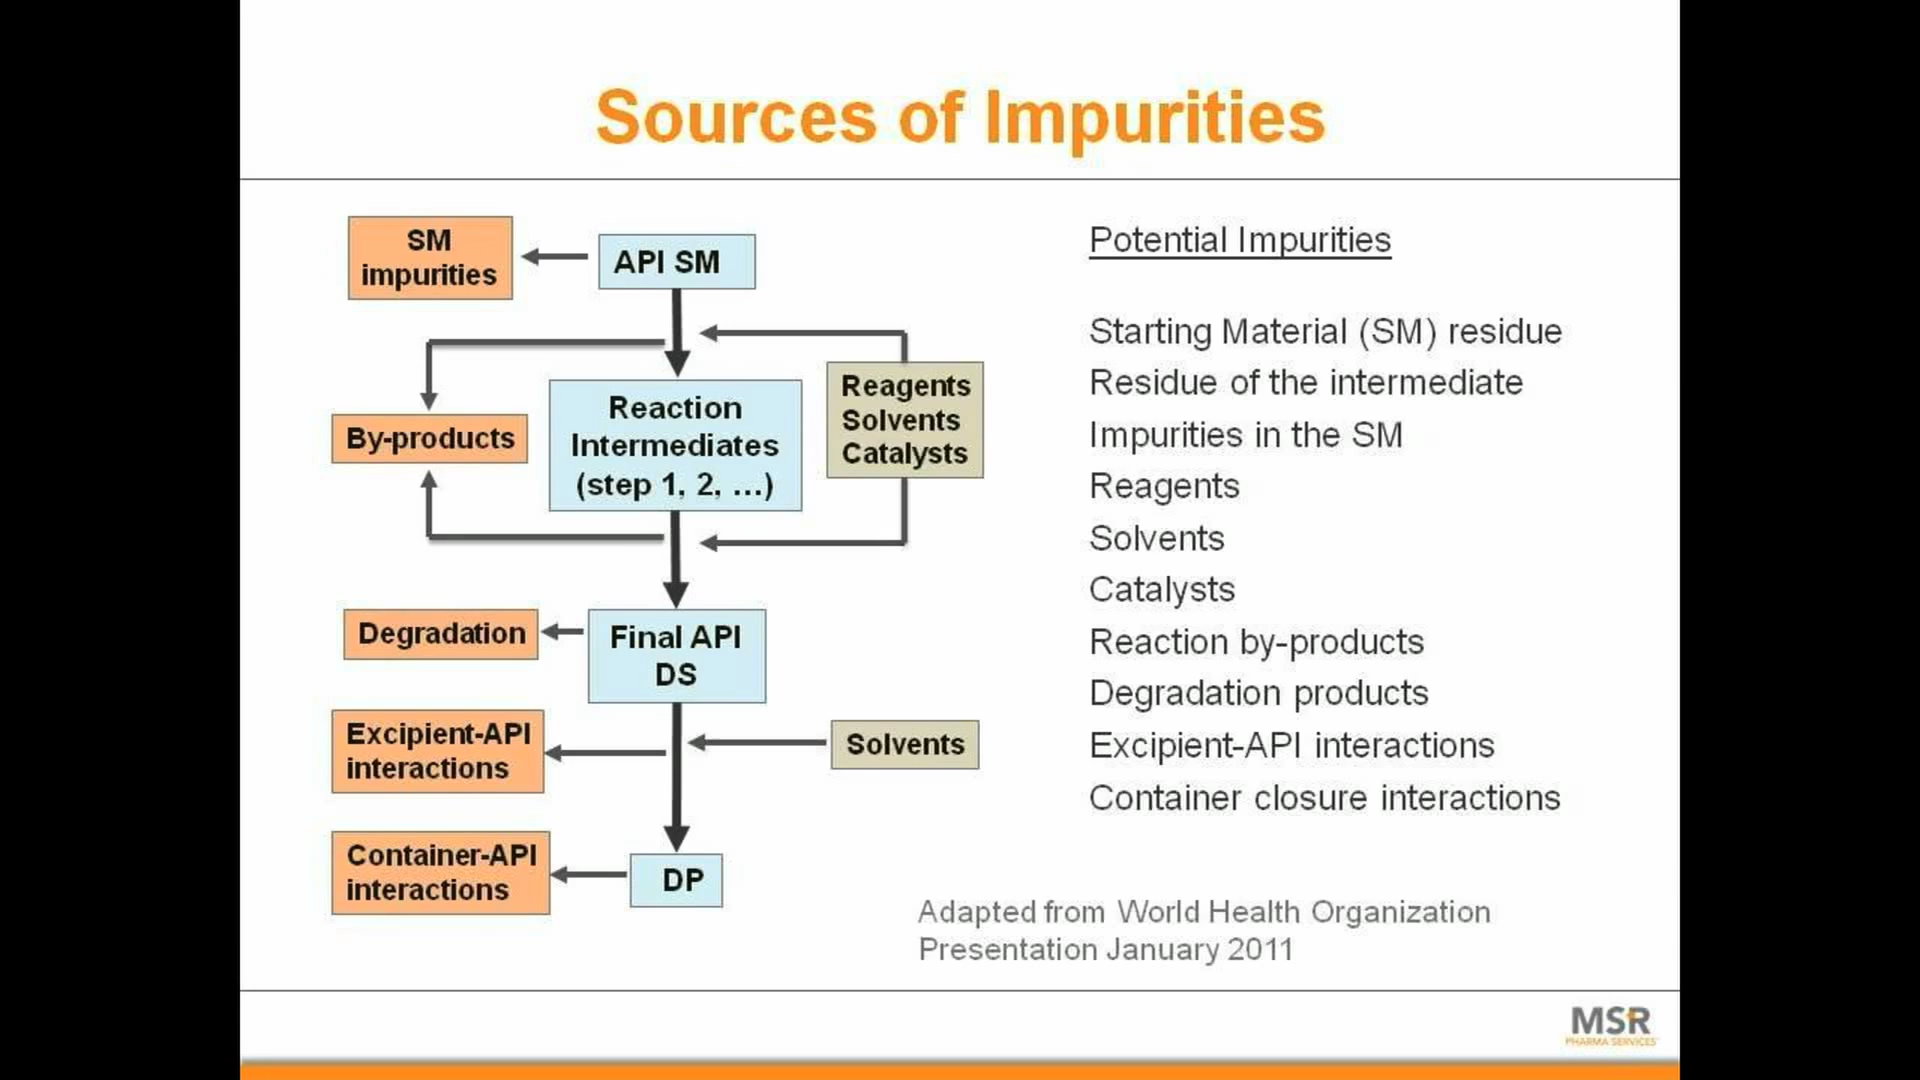 Sources of Impurities
SM
impurities
API SM
Reagents
Solvents
Catalysts
By-products
Reaction
Intermediates
(step 1, 2, ...)
Degradation
Final API
DS
Excipient-API
interactions
Solvents
Container-API
interactions
DP
Potential Impurities
Starting Material (SM) residue
Residue of the intermediate
Impurities in the SM
Reagents
Solvents
Catalysts
Reaction by-products
Degradation products
Excipient-API interactions
Container closure interactions
Adapted from World Health Organization
Presentation January 2011
MSR
PHARMA SERVICES